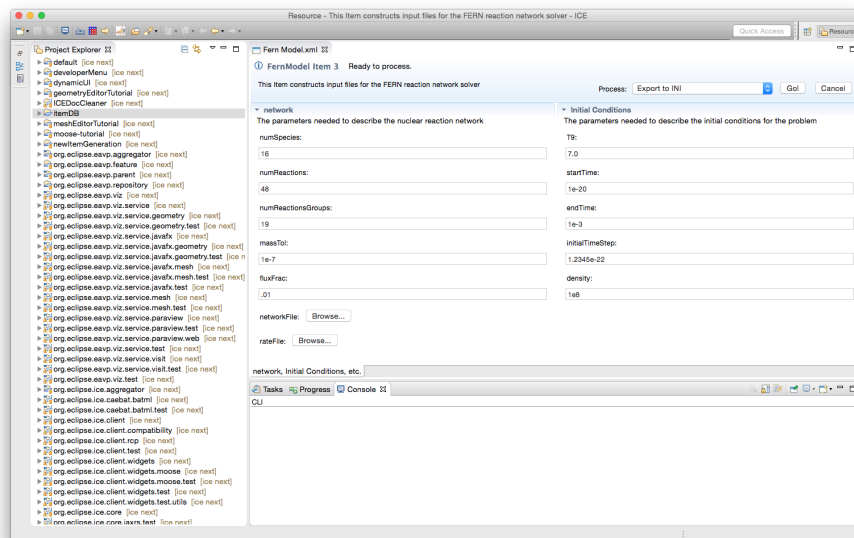 Resource - This Item constructs input files for the FERN reaction network solver - ICE
Quick Access
Resource
Project Explorer
default [ice next]
developerMenu [ice next]
dynamicUI [ice next]
geometryEditorTutorial [ice next]
ICEDocCleaner [ice next]
itemDB
meshEditorTutorial [ice next]
moose-tutorial [ice next]
newItemGeneration [ice next]
org.eclipse.eavp.aggregator [ice next]
org.eclipse.eavp.feature [ice next]
org.eclipse.eavp.parent [ice next]
org.eclipse.eavp.repository [ice next]
org.eclipse.eavp.viz [ice next]
org.eclipse.eavp.viz.service [ice next]
org.eclipse.eavp.viz.service.geometry [ice next]
org.eclipse.eavp.viz.service.geometry.test [ice next]
org.eclipse.eavp.viz.service.javafx [ice next]
org.eclipse.eavp.viz.service.javafx.geometry [ice next]
org.eclipse.eavp.viz.service.javafx.geometry.test [ice n
org.eclipse.eavp.viz.service.javafx.mesh [ice next]
org.eclipse.eavp.viz.service.javafx.mesh.test [ice next]
org.eclipse.eavp.viz.service.javafx.test [ice next]
org.eclipse.eavp.viz.service.mesh [ice next]
org.eclipse.eavp.viz.service.mesh.test [ice next]
org.eclipse.eavp.viz.service.paraview [ice next]
org.eclipse.eavp.viz.service.paraview.test [ice next]
org.eclipse.eavp.viz.service.paraview.web [ice next]
org.eclipse.eavp.viz.service.test [ice next]
org.eclipse.eavp.viz.service.visit [ice next]
org.eclipse.eavp.viz.service.visit.test [ice next]
org.eclipse.eavp.viz.test [ice next]
org.eclipse.ice.aggregator [ice next]
org.eclipse.ice.caebat.batml [ice next]
org.eclipse.ice.caebat.batml.test [ice next]
org.eclipse.ice.client [ice next]
org.eclipse.ice.client.compatibility [ice next]
org.eclipse.ice.client.rcp [ice next]
org.eclipse.ice.client.test [ice next]
org.eclipse.ice.client.widgets [ice next]
org.eclipse.ice.client.widgets.moose [ice next]
org.eclipse.ice.client.widgets.moose.test [ice next]
org.eclipse.ice.client.widgets.test [ice next]
org.eclipse.ice.client.widgets.test.utils [ice next]
org.eclipse.ice.core [ice next]
org.eclipse.ice.core.iaxrs.test [ice next]
Fern Model.xml
FernModel Item 3 Ready to process.
This Item constructs input files for the FERN reaction network solver
Process: Export to INI Go! Cancel
network
The parameters needed to describe the nuclear reaction network
numSpecies:
16
numReactions:
48
numReactionsGroups:
19
massTol:
1e-7
fluxFrac:
.01
networkFile: Browse...
rateFile: Browse...
Initial Conditions
The parameters needed to describe the initial conditions for the problem
T9:
7.0
startTime:
1e-20
endTime:
1e-3
initialTimeStep:
1.2345e-22
density:
1e8
network, Initial Conditions, etc.
Tasks Progress Console
CLI